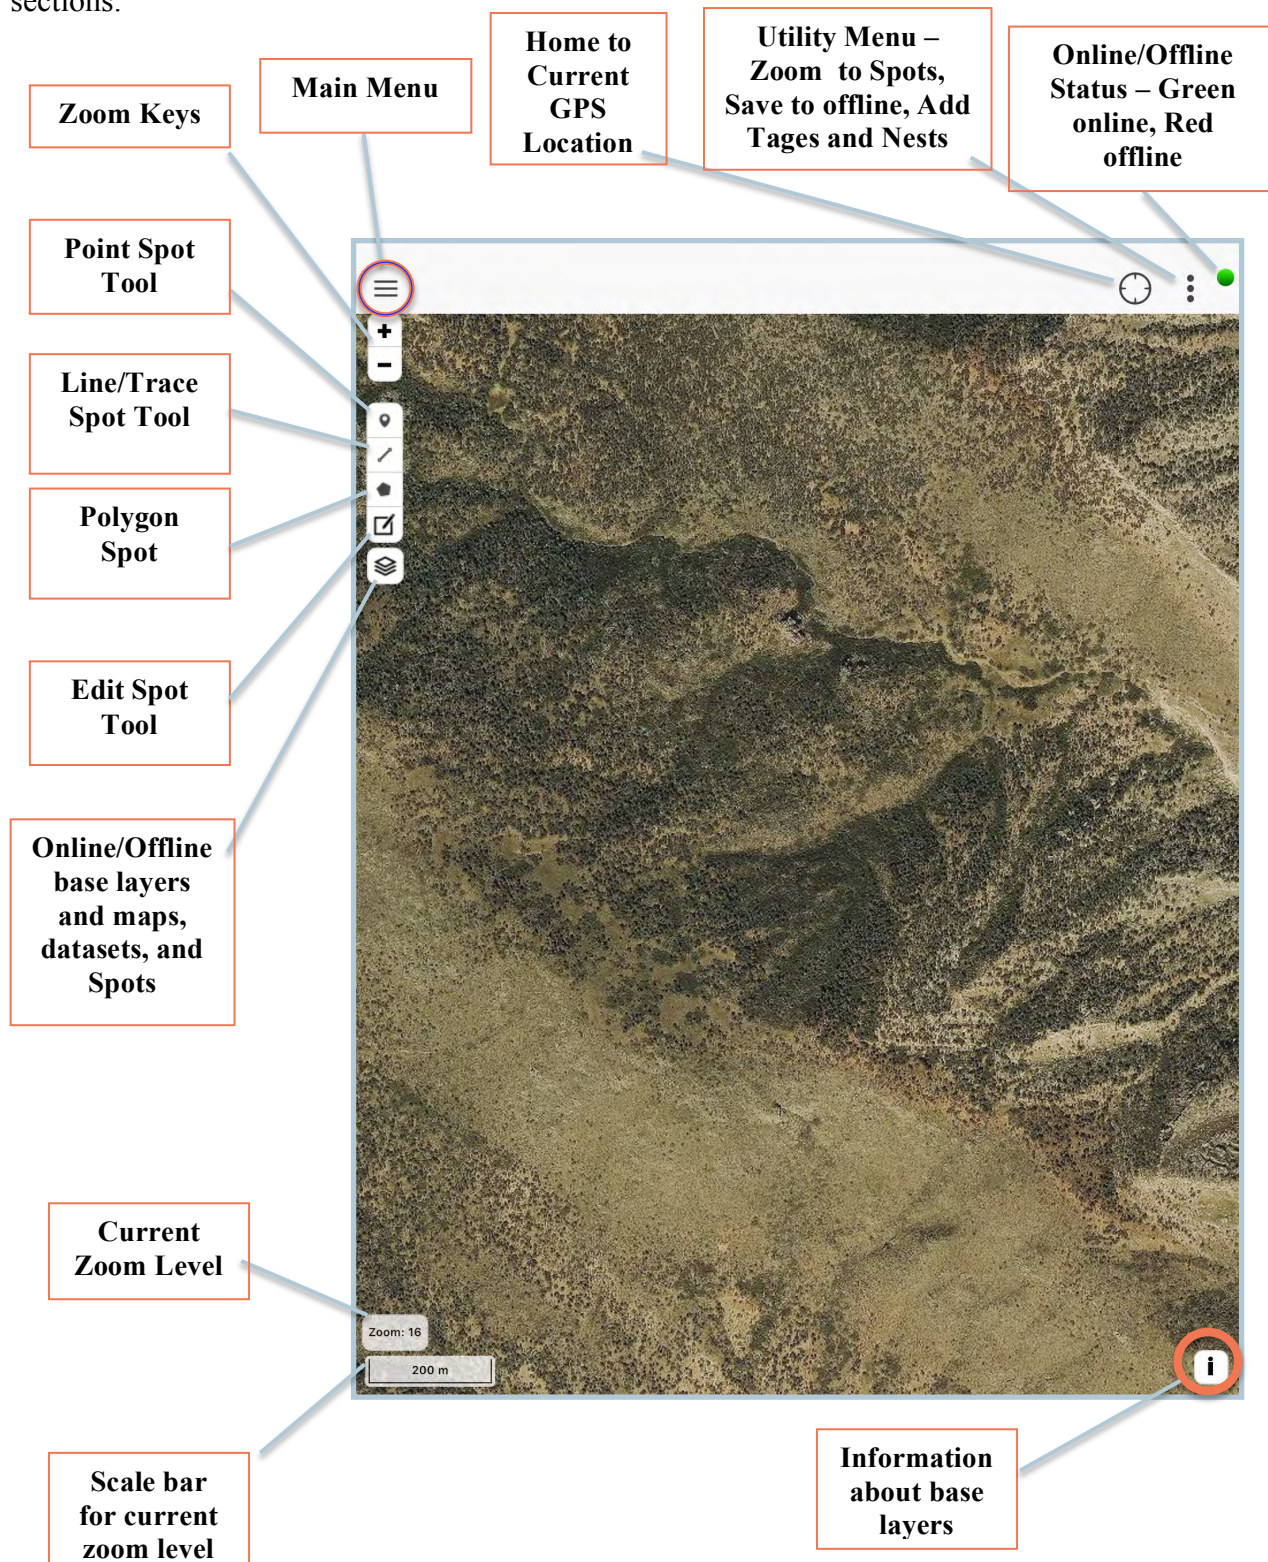 sections.
Home to
Current
GPS
Location
Utility Menu –
Zoom to Spots,
Save to offline, Add
Tages and Nests
Online/Offline
Status – Green
online, Red
offline
Main Menu
Zoom Keys
Point Spot
Tool
Line/Trace
Spot Tool
Polygon
Spot
Edit Spot
Tool
Online/Offline
base layers
and maps,
datasets, and
Spots
Current
Zoom Level
Zoom: 16
200 m
i
Scale bar
for current
zoom level
Information
about base
layers